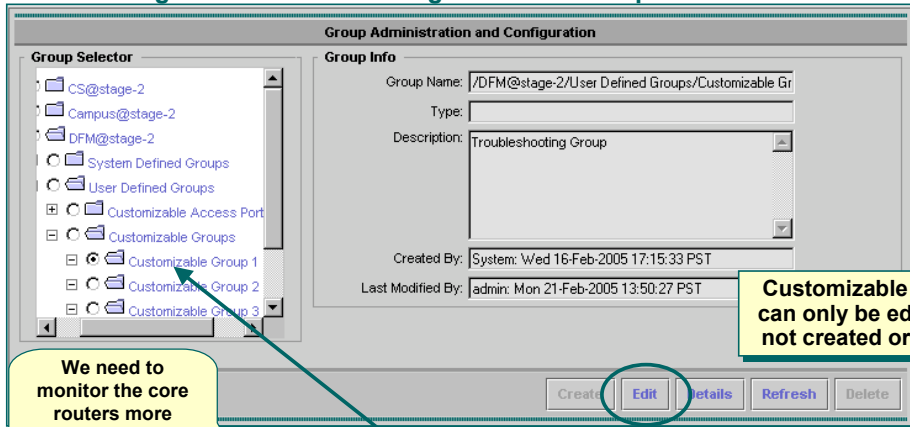 Group Administration and Configuration
Group Selector
CS@stage-2
Campus@stage-2
DFM@stage-2
System Defined Groups
User Defined Groups
Customizable Access Port
Customizable Groups
Customizable Group 1
Customizable Group 2
Customizable Group 3
Group Info
Group Name: /DFM@stage-2/User Defined Groups/Customizable Gr
Type:
Description: Troubleshooting Group
Created By: System: Wed 16-Feb-2005 17:15:33 PST
Last Modified By: admin: Mon 21-Feb-2005 13:50:27 PST
Customizable
can only be ed
not created or
We need to
monitor the core
routers more
Create Edit Details Refresh Delete